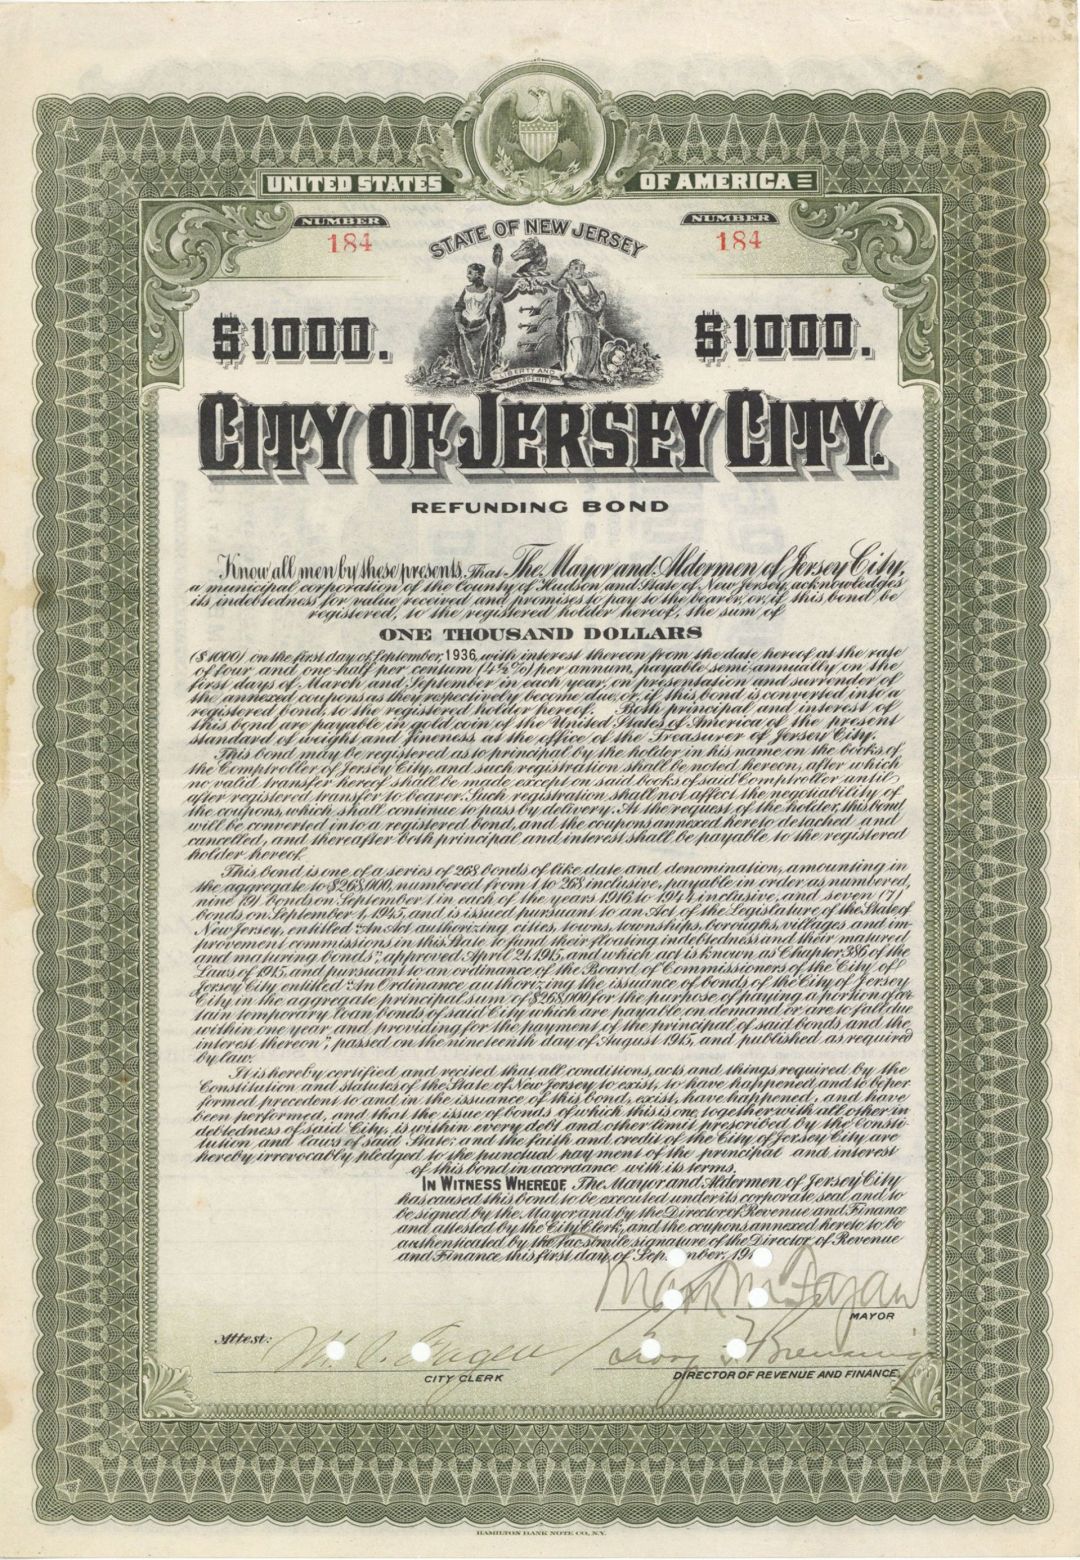 UNITED STATES OF AMERICA
NUMBER NUMBER
184 184
STATE OF NEW JERSEY
$1000. $1000.
LIBERTY AND
PROSPERITY
CITY OF JERSEY CITY.
REFUNDING BOND
Know all men by these presents, That The Mayor and Aldermen of Jersey City,
a municipal corporation of the County of Hudson and State of New Jersey, acknowledges
its indebtedness for value received and promises to pay to the bearer, or, if this bond be
registered, to the registered holder hereof, the sum of
ONE THOUSAND DOLLARS
($1000) on the first day of September, 1936, with interest thereon from the date hereof at the rate
of four and one-half per centum (4½%) per annum, payable semi-annually on the
first days of March and September in each year, on presentation and surrender of
the annexed coupons as they respectively become due, or, if this bond is converted into a
registered bond, to the registered holder hereof. Both principal and interest of
this bond are payable in gold coin of the United States of America of the present
standard of weight and fineness at the office of the Treasurer of Jersey City.
This bond may be registered as to principal by the holder in his name on the books of
the Comptroller of Jersey City, and such registration shall be noted hereon, after which
no valid transfer hereof shall be made except on said books of said Comptroller until
after registered transfer to bearer. Such registration shall not affect the negotiability of
the coupons, which shall continue to pass by delivery. At the request of the holder, this bond
will be converted into a registered bond, and the coupons annexed hereto detached and
cancelled, and thereafter both principal and interest shall be payable to the registered
holder hereof.
This bond is one of a series of 268 bonds of like date and denomination, amounting in
the aggregate to $268,000, numbered from 1 to 268 inclusive, payable in order as numbered,
nine (9) bonds on September 1 in each of the years 1916 to 1944 inclusive, and seven (7)
bonds on September 1, 1945, and is issued pursuant to an Act of the Legislature of the State of
New Jersey, entitled "An Act authorizing cities, towns, townships, boroughs, villages and im-
provement commissions in this State to fund their floating indebtedness and their matured
and maturing bonds", approved April 21, 1915, and which act is known as Chapter 386 of the
Laws of 1915, and pursuant to an ordinance of the Board of Commissioners of the City of
Jersey City entitled "An Ordinance authorizing the issuance of bonds of the City of Jersey
City in the aggregate principal sum of $268,000 for the purpose of paying a portion of cer
tain temporary loan bonds of said City which are payable on demand or are to fall due
within one year, and providing for the payment of the principal of said bonds and the
interest thereon", passed on the nineteenth day of August 1915, and published as required
by law.
It is hereby certified and recited that all conditions, acts and things required by the
Constitution and statutes of the State of New Jersey to exist, to have happened, and to be per
formed precedent to and in the issuance of this bond, exist, have happened, and have
been performed, and that the issue of bonds of which this is one, together with all other in
debtedness of said City, is within every debt and other limit prescribed by the Consti-
tution and laws of said State; and the faith and credit of the City of Jersey City are
hereby irrevocably pledged to the punctual payment of the principal and interest
of this bond in accordance with its terms.
IN WITNESS WHEREOF, The Mayor and Aldermen of Jersey City
has caused this bond to be executed under its corporate seal and to
be signed by the Mayor and by the Director of Revenue and Finance
and attested by the City Clerk, and the coupons annexed hereto to be
authenticated by the fac-simile signature of the Director of Revenue
and Finance this first day of
Mark M Fagan
MAYOR
Attest:
CITY CLERK
DIRECTOR OF REVENUE AND FINANCE
HAMILTON BANK NOTE CO., N.Y.